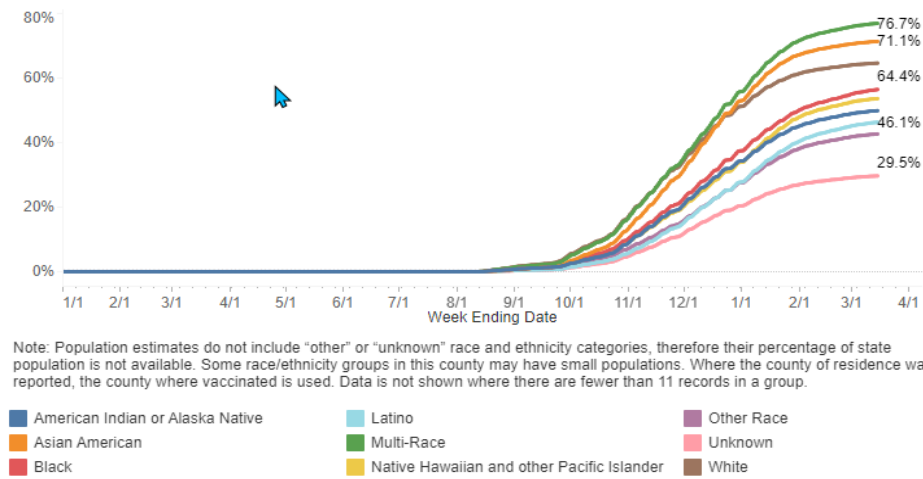 80%
76.7%
71.1%
60%
64.4%
40%
46.1%
29.5%
20%
0%
1/1 2/1 3/1 4/1 5/1 6/1 7/1 8/1 9/1 10/1 11/1 12/1 1/1 2/1 3/1 4/1
Week Ending Date
Note: Population estimates do not include “other” or “unknown” race and ethnicity categories, therefore their percentage of state
population is not available. Some race/ethnicity groups in this county may have small populations. Where the county of residence wa
reported, the county where vaccinated is used. Data is not shown where there are fewer than 11 records in a group.
American Indian or Alaska Native Latino Other Race
Asian American Multi-Race Unknown
Black Native Hawaiian and other Pacific Islander White